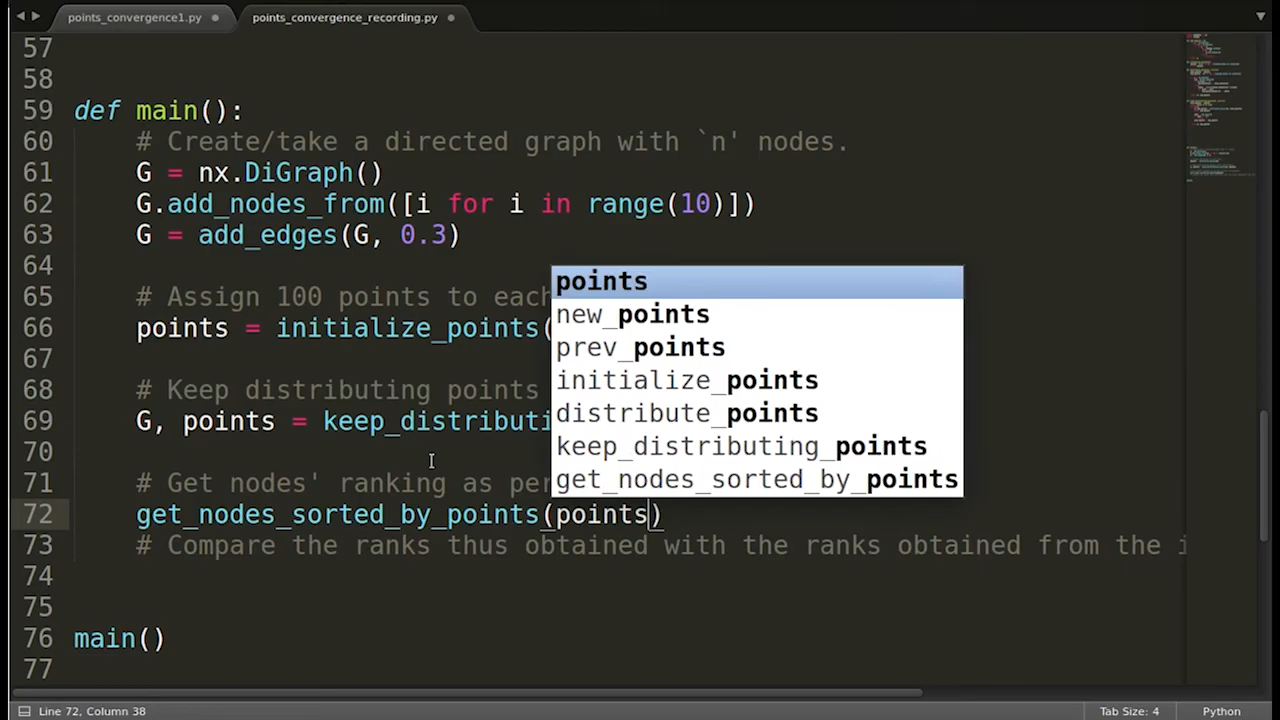 points_convergence1.py
points_convergence_recording.py
57
58
59 def main():
60 # Create/take a directed graph with `n' nodes.
61 G = nx.DiGraph()
62 G.add_nodes_from([i for i in range(10)])
63 G = add_edges(G, 0.3)
64
65 # Assign 100 points to each
66 points = initialize_points(
67
68 # Keep distributing points
69 G, points = keep_distributi
70
71 # Get nodes' ranking as per
72 get_nodes_sorted_by_points(points)
73 # Compare the ranks thus obtained with the ranks obtained from the i
74
75
76 main()
77
points
new_points
prev_points
initialize_points
distribute_points
keep_distributing_points
get_nodes_sorted_by_points
Line 72, Column 38
Tab Size: 4
Python